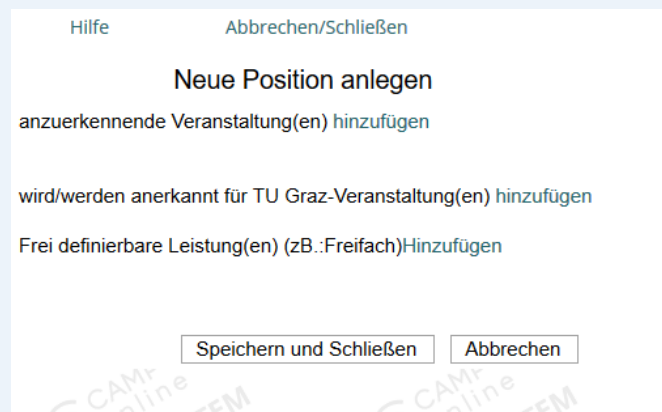 Hilfe Abbrechen/Schließen
Neue Position anlegen
anzuerkennende Veranstaltung(en) hinzufügen
wird/werden anerkannt für TU Graz-Veranstaltung(en) hinzufügen
Frei definierbare Leistung(en) (zB.:Freifach)Hinzufügen
Speichern und Schließen Abbrechen